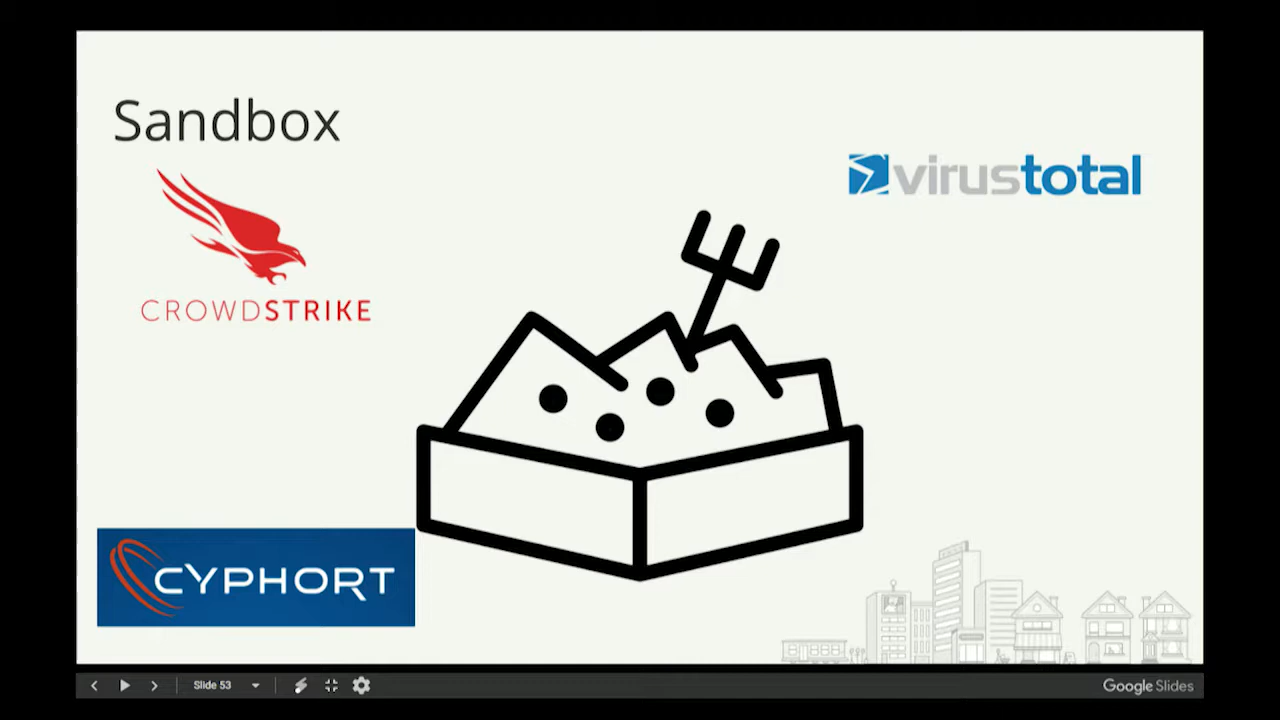 Sandbox
virustotal
CROWDSTRIKE
CYPHORT
Slide 53
Google Slides